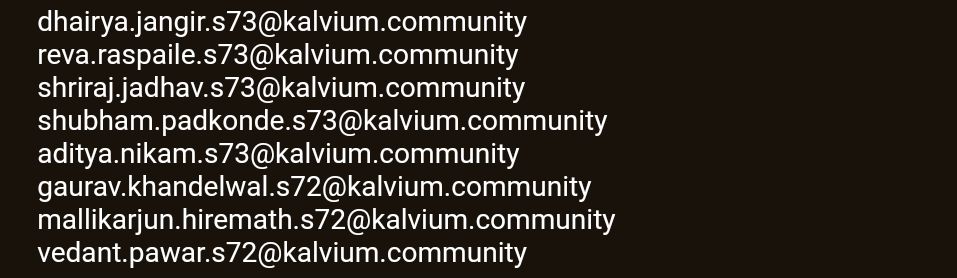 dhairya.jangir.s73@kalvium.community
reva.raspaile.s73@kalvium.community
shriraj.jadhav.s73@kalvium.community
shubham.padkonde.s73@kalvium.community
aditya.nikam.s73@kalvium.community
gaurav.khandelwal.s72@kalvium.community
mallikarjun.hiremath.s72@kalvium.community
vedant.pawar.s72@kalvium.community